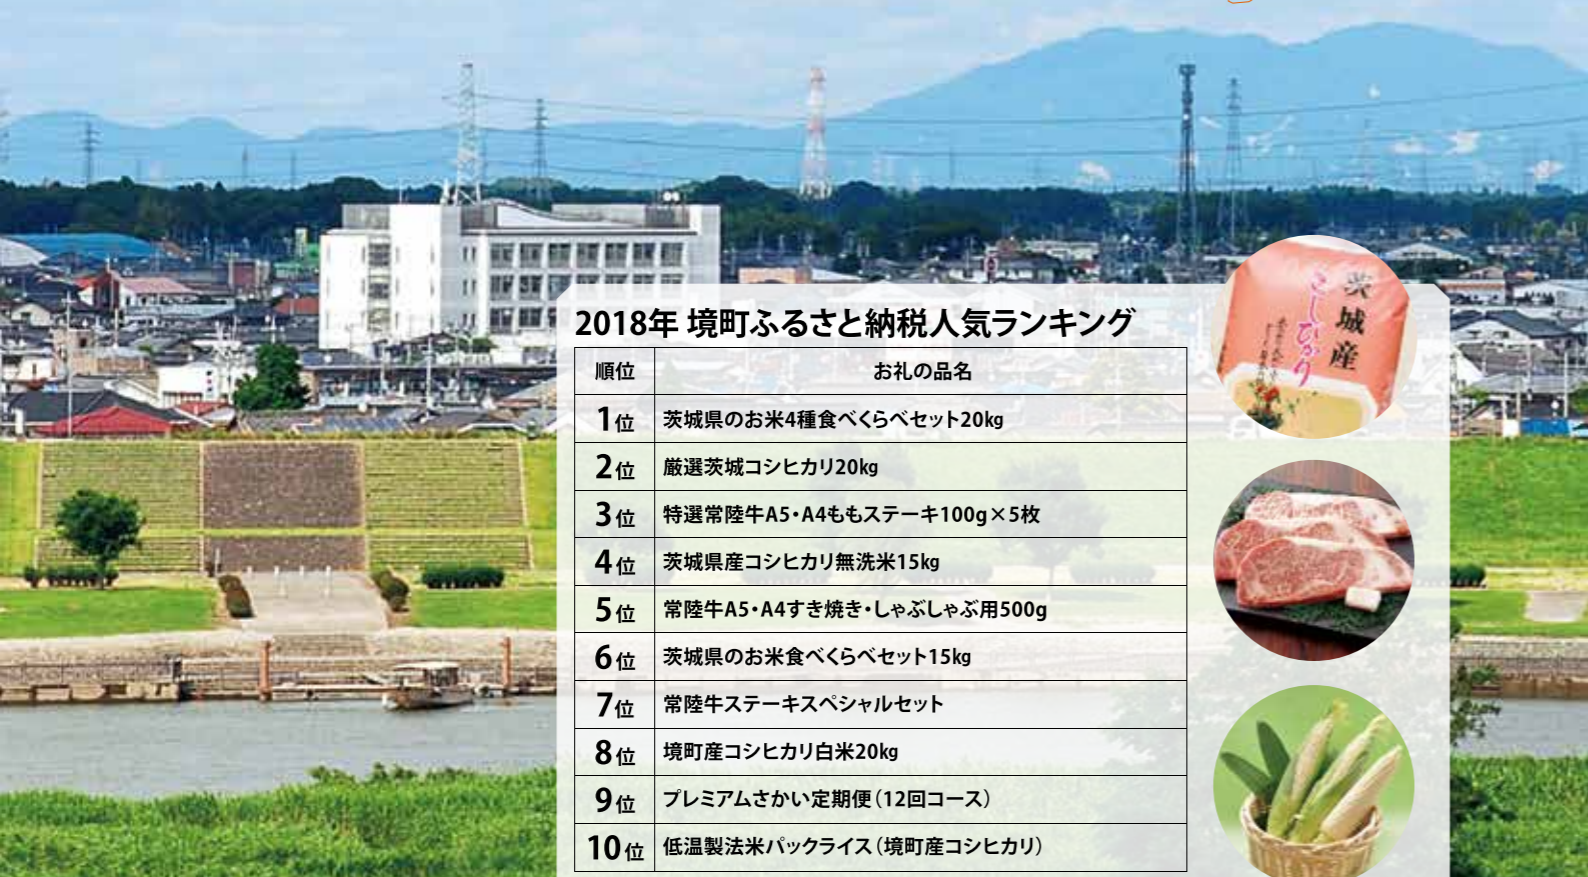 2018年 境町ふるさと納税人気ランキング
順位 お礼の品名
1位 茨城県のお米4種食べくらべセット20kg
2位 厳選茨城コシヒカリ20kg
3位 特選常陸牛A5・A4ももステーキ100g×5枚
4位 茨城県産コシヒカリ無洗米15kg
5位 常陸牛A5・A4すき焼き・しゃぶしゃぶ用500g
6位 茨城県のお米食べくらべセット15kg
7位 常陸牛ステーキスペシャルセット
8位 境町産コシヒカリ白米20kg
9位 プレミアムさかい定期便（12回コース）
10位 低温製法米パックライス（境町産コシヒカリ）
茨城産
こしひかり